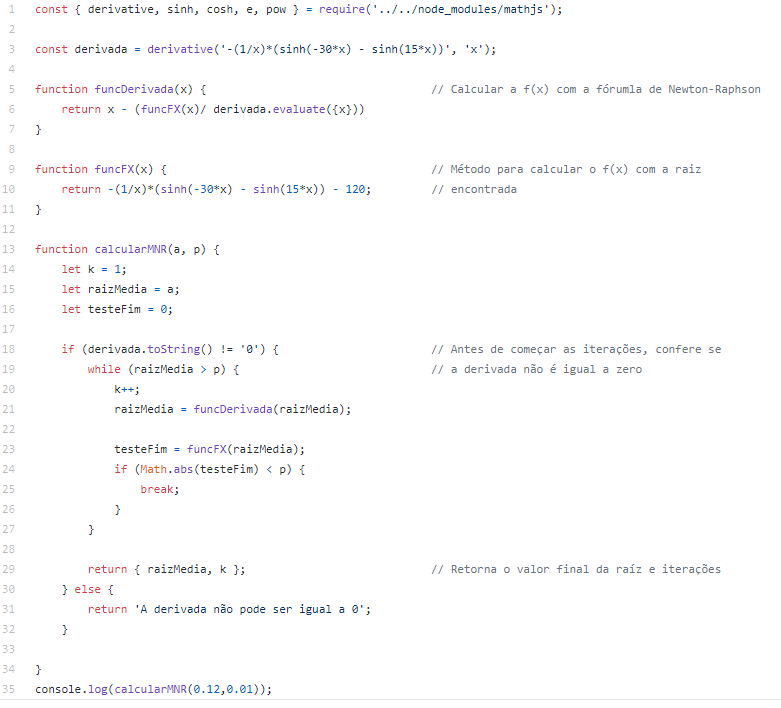 1 const { derivative, sinh, cosh, e, pow } = require('../../node_modules/mathjs');
2
3 const derivada = derivative('-(1/x)*(sinh(-30*x) - sinh(15*x))', 'x');
4
5 function funcDerivada(x) { // Calcular a f(x) com a fórumla de Newton-Raphson
6 return x - (funcFX(x)/ derivada.evaluate({x}))
7 }
8
9 function funcFX(x) { // Método para calcular o f(x) com a raiz
10 return -(1/x)*(sinh(-30*x) - sinh(15*x)) - 120; // encontrada
11 }
12
13 function calcularMNR(a, p) {
14 let k = 1;
15 let raizMedia = a;
16 let testeFim = 0;
17
18 if (derivada.toString() != '0') { // Antes de começar as iterações, confere se
19 while (raizMedia > p) { // a derivada não é igual a zero
20 k++;
21 raizMedia = funcDerivada(raizMedia);
22
23 testeFim = funcFX(raizMedia);
24 if (Math.abs(testeFim) < p) {
25 break;
26 }
27 }
28
29 return { raizMedia, k }; // Retorna o valor final da raíz e iterações
30 } else {
31 return 'A derivada não pode ser igual a 0';
32 }
33
34 }
35 console.log(calcularMNR(0.12,0.01));